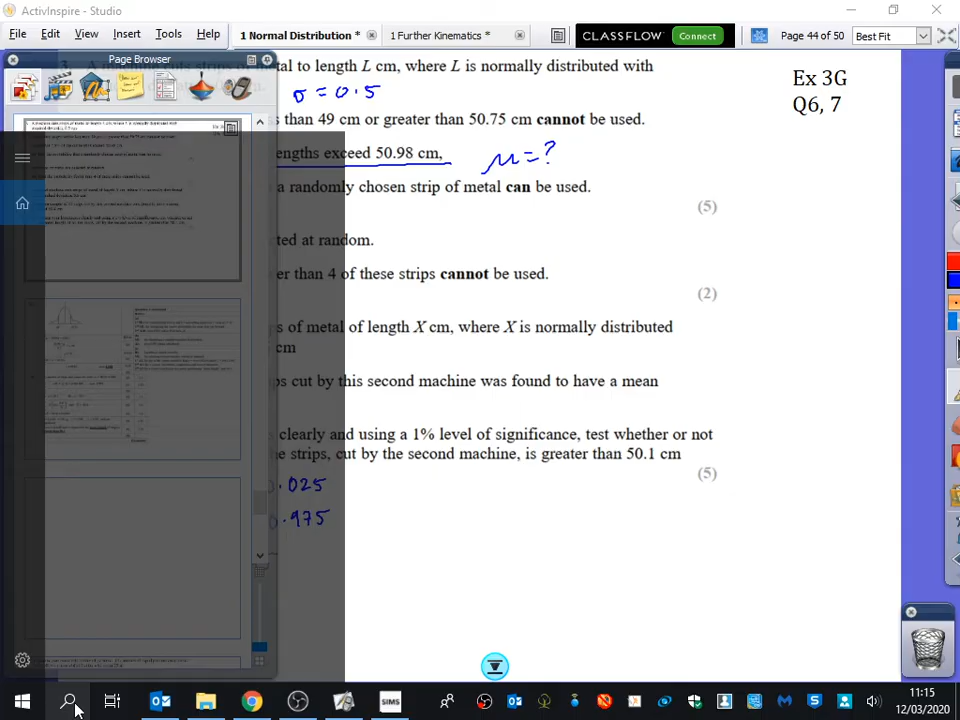 ActivInspire - Studio
File Edit View Insert Tools Help
1 Normal Distribution * 1 Further Kinematics *
CLASSFLOW Connect
Page 44 of 50 Best Fit
Page Browser
etal to length L cm, where L is normally distributed with
σ = 0.5
s than 49 cm or greater than 50.75 cm cannot be used.
engths exceed 50.98 cm, μ = ?
a randomly chosen strip of metal can be used.
(5)
ted at random.
er than 4 of these strips cannot be used.
(2)
s of metal of length X cm, where X is normally distributed
cm
ps cut by this second machine was found to have a mean
clearly and using a 1% level of significance, test whether or not
e strips, cut by the second machine, is greater than 50.1 cm
(5)
0.025
0.975
Ex 3G
Q6, 7
SIMS
11:15
12/03/2020